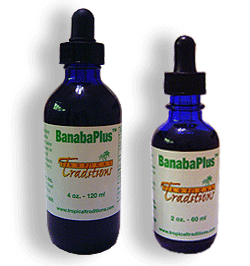 BanabaPlus™
TROPICAL
Traditions
4 oz. - 120 ml
www.tropicaltraditions.com
BanabaPlus™
TROPICAL
Traditions
2 oz. - 60 ml
www.tropicaltraditions.com